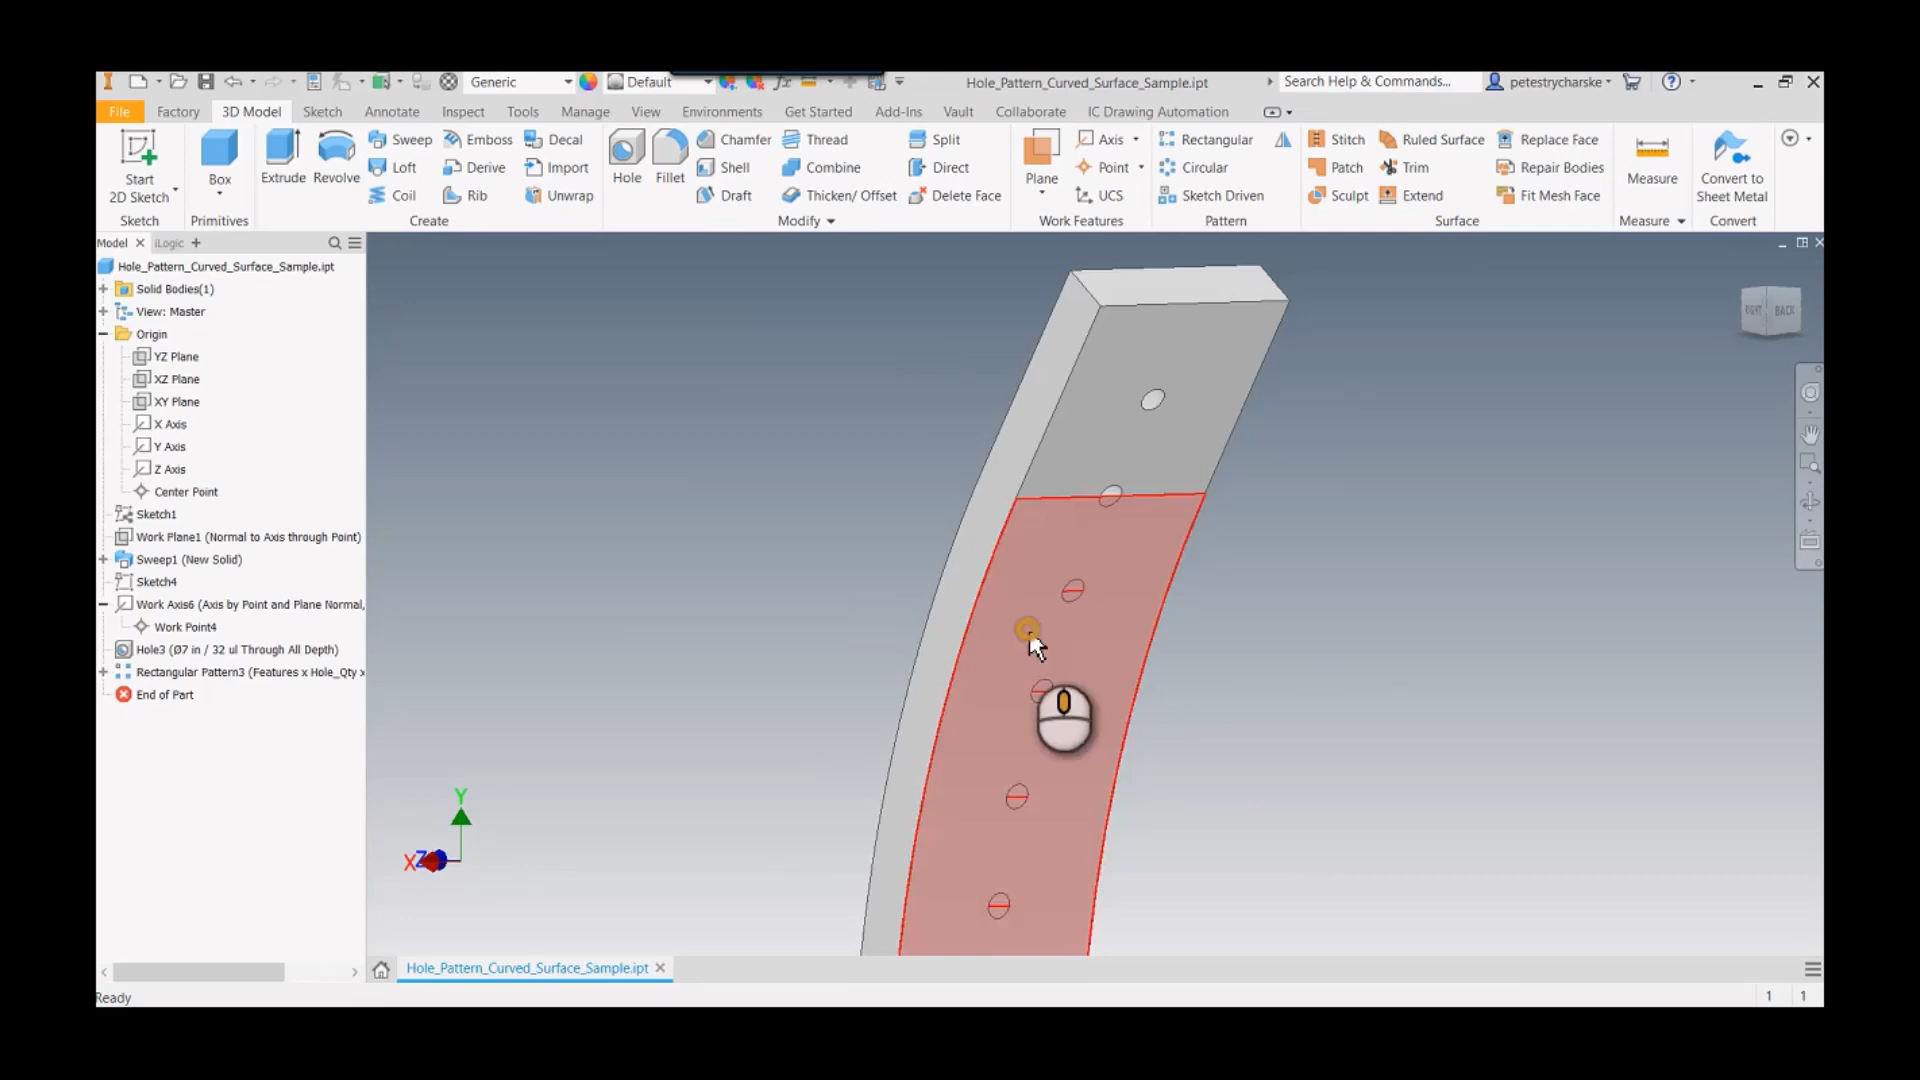 Generic
Default
fx
Hole_Pattern_Curved_Surface_Sample.ipt
Search Help & Commands...
petestrycharske
File
Factory
3D Model
Sketch
Annotate
Inspect
Tools
Manage
View
Environments
Get Started
Add-Ins
Vault
Collaborate
IC Drawing Automation
Start
2D Sketch
Sketch
Box
Primitives
Extrude
Revolve
Sweep
Emboss
Decal
Loft
Derive
Import
Coil
Rib
Unwrap
Create
Hole
Fillet
Chamfer
Thread
Split
Shell
Combine
Direct
Draft
Thicken/ Offset
Delete Face
Modify
Plane
Axis
Point
UCS
Work Features
Rectangular
Circular
Sketch Driven
Pattern
Stitch
Ruled Surface
Replace Face
Patch
Trim
Repair Bodies
Sculpt
Extend
Fit Mesh Face
Surface
Measure
Measure
Convert to
Sheet Metal
Convert
Model
iLogic
Hole_Pattern_Curved_Surface_Sample.ipt
Solid Bodies(1)
View: Master
Origin
YZ Plane
XZ Plane
XY Plane
X Axis
Y Axis
Z Axis
Center Point
Sketch1
Work Plane1 (Normal to Axis through Point)
Sweep1 (New Solid)
Sketch4
Work Axis6 (Axis by Point and Plane Normal,
Work Point4
Hole3 (Ø7 in / 32 ul Through All Depth)
Rectangular Pattern3 (Features x Hole_Qty x
End of Part
RIGHT
BACK
Y
X
Z
Hole_Pattern_Curved_Surface_Sample.ipt
Ready
1
1